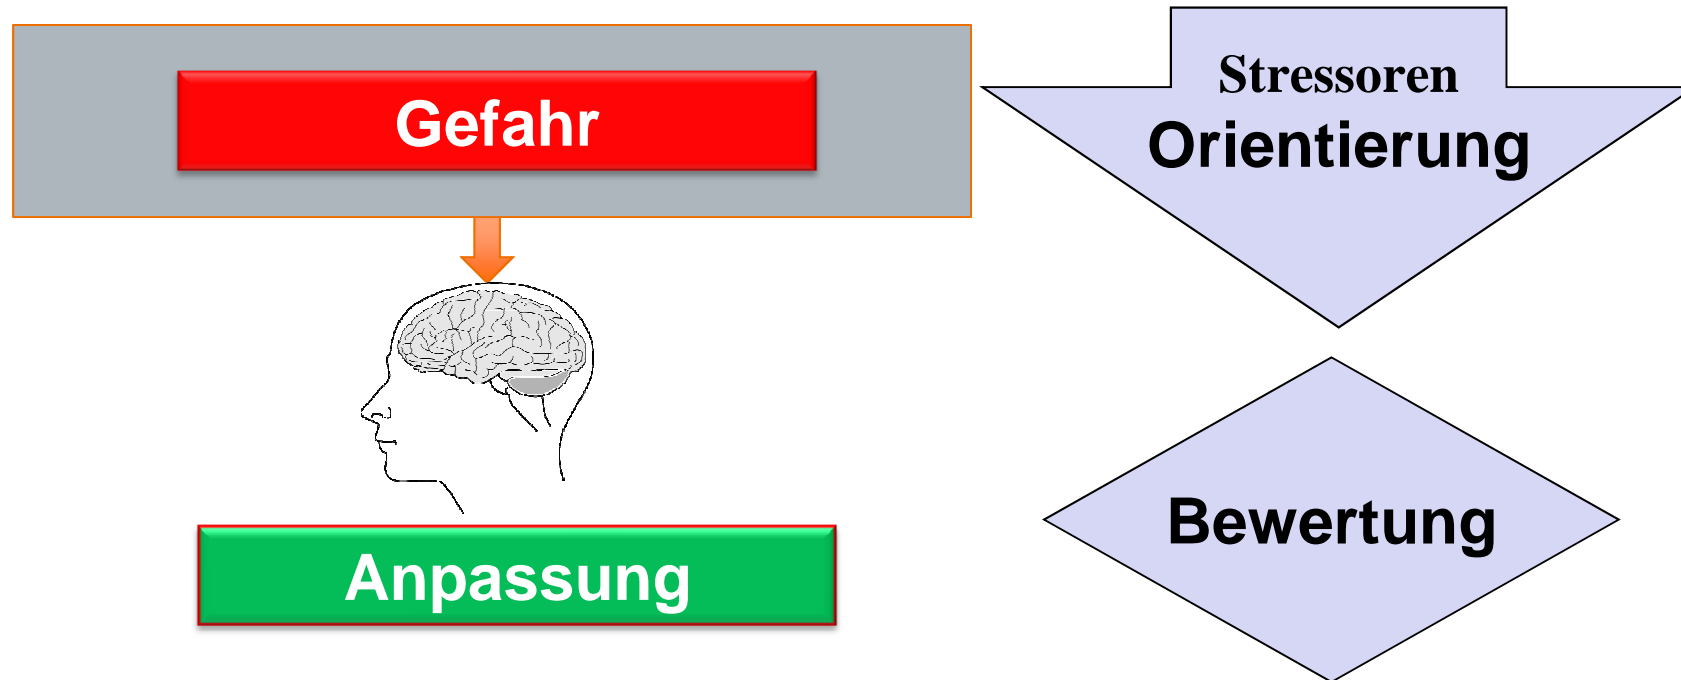 Gefahr
Anpassung
Stressoren
Orientierung
Bewertung